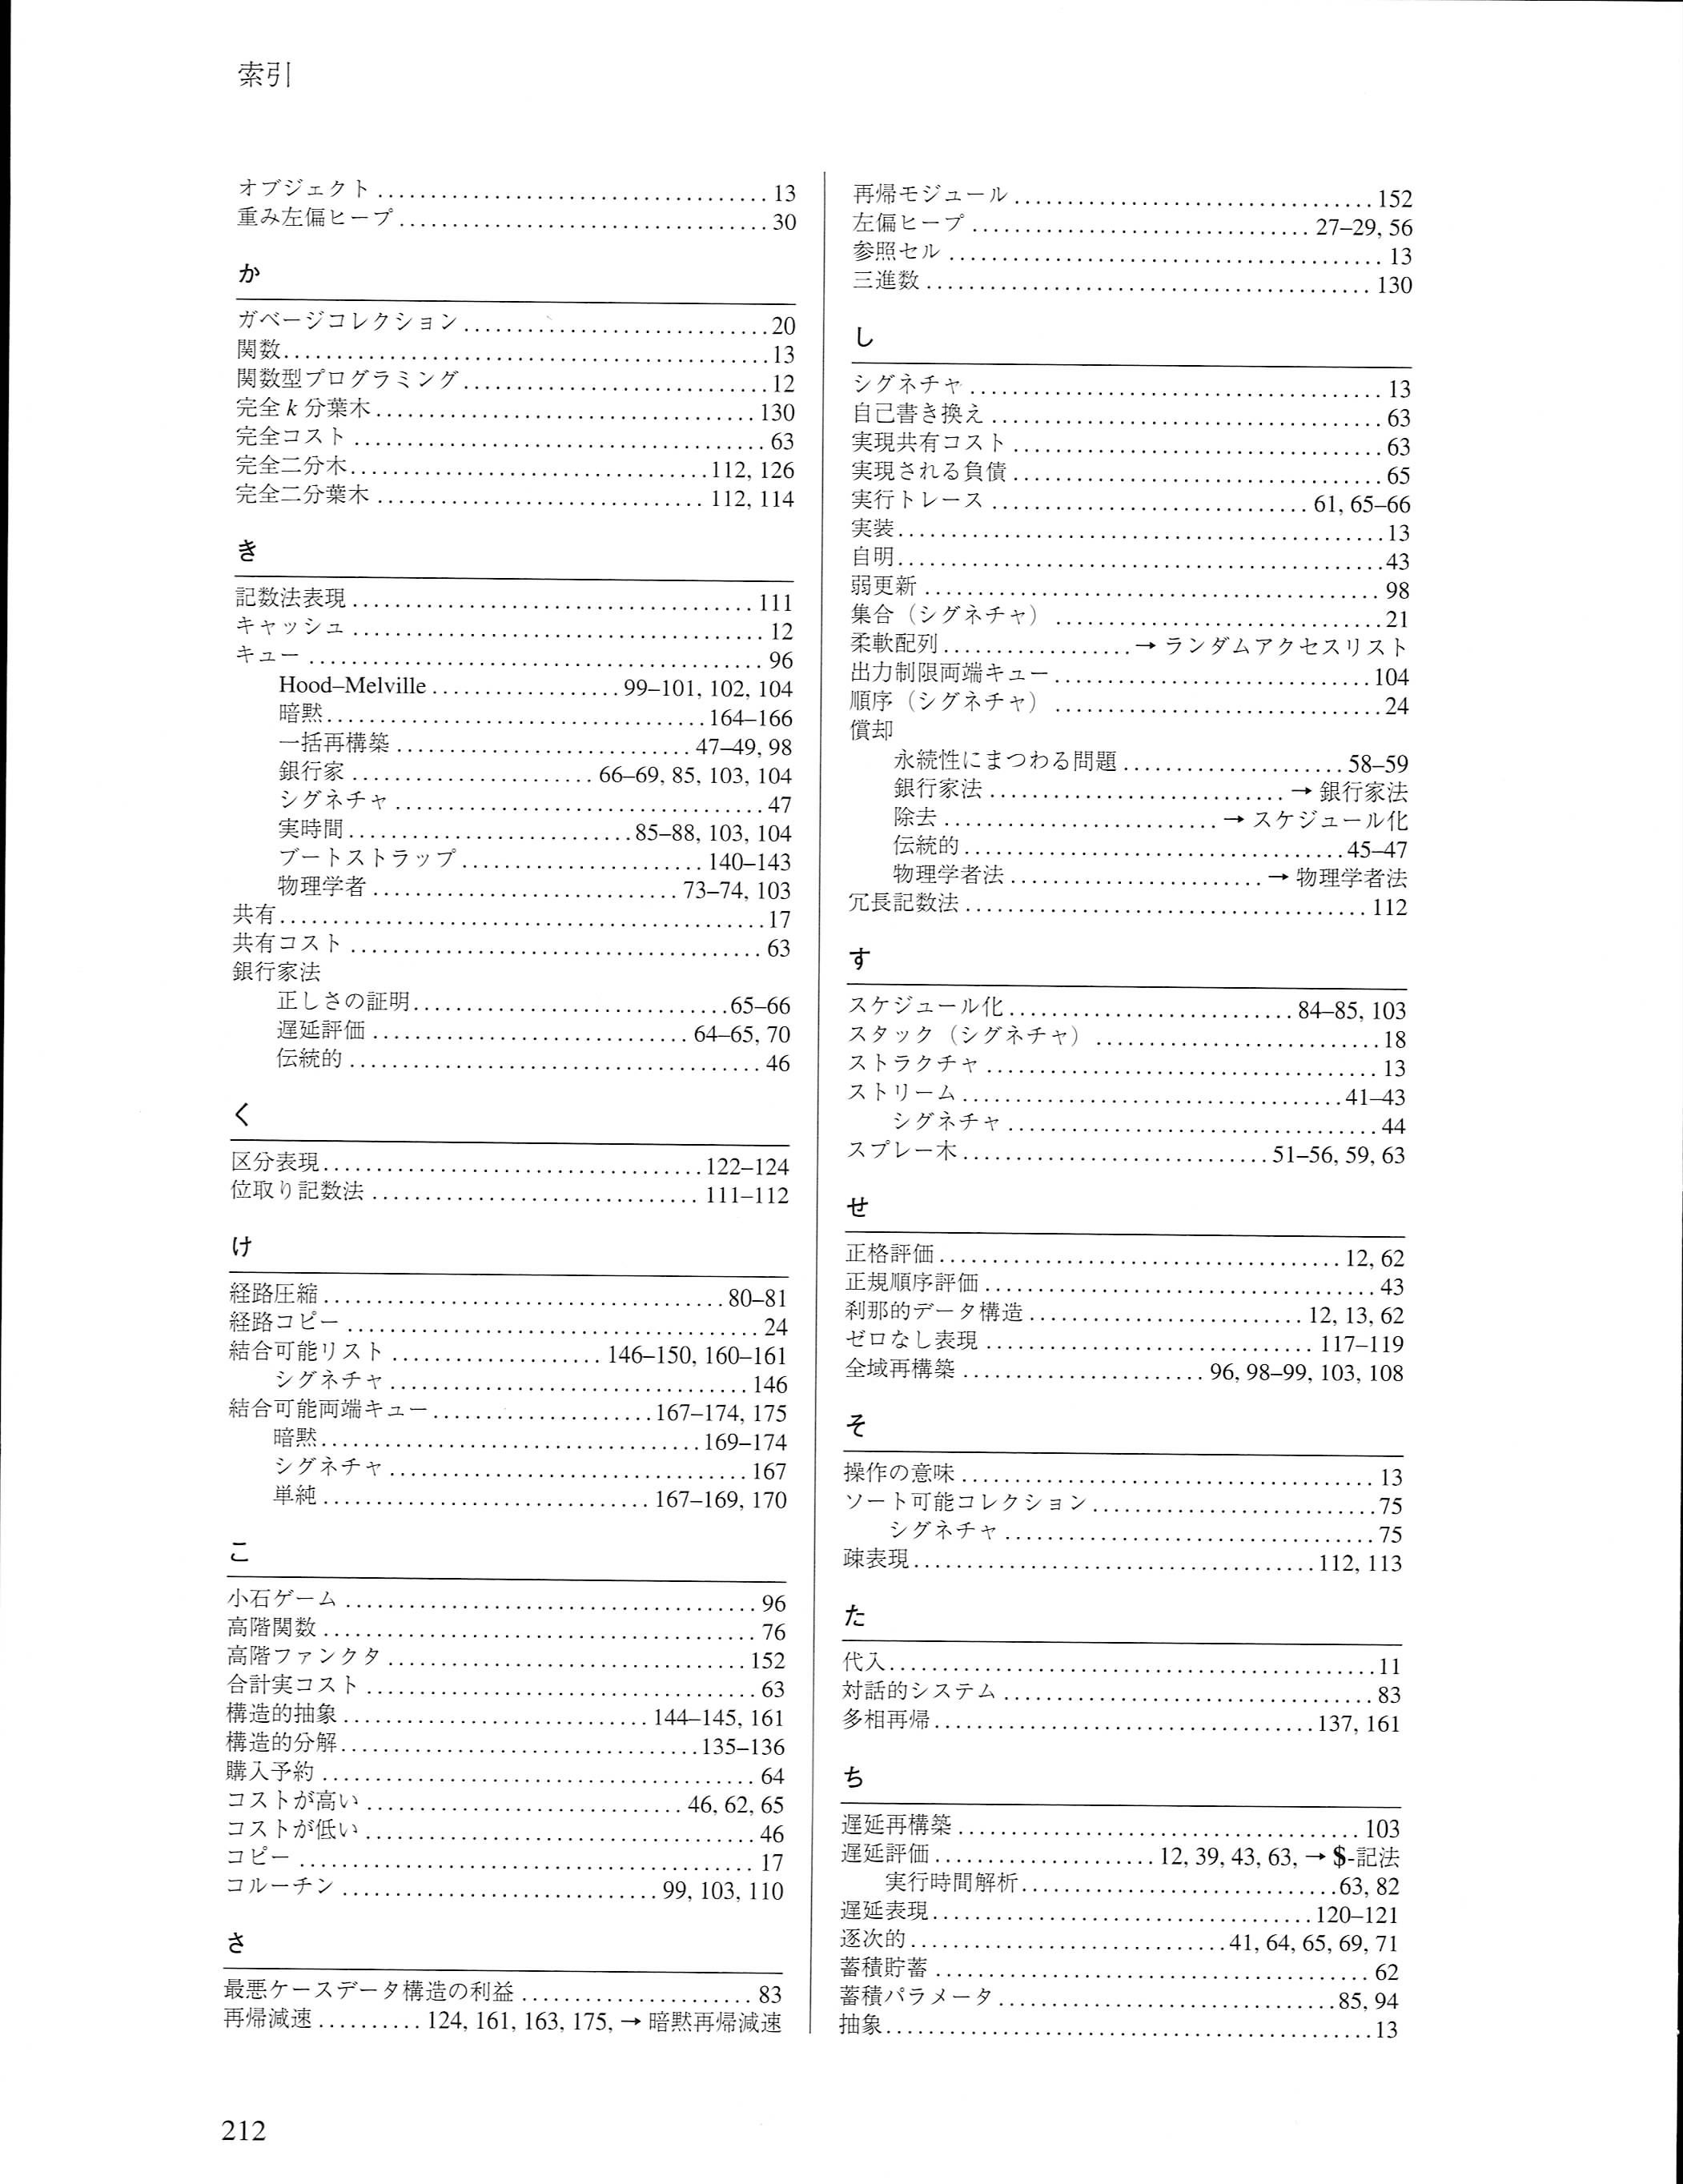 索引
オブジェクト ..... 13
重み左偏ヒープ ..... 30
か
ガベージコレクション ..... 20
関数 ..... 13
関数型プログラミング ..... 12
完全 k 分葉木 ..... 130
完全コスト ..... 63
完全二分木 ..... 112, 126
完全二分葉木 ..... 112, 114
き
記数法表現 ..... 111
キャッシュ ..... 12
キュー ..... 96
Hood–Melville ..... 99–101, 102, 104
暗黙 ..... 164–166
一括再構築 ..... 47–49, 98
銀行家 ..... 66–69, 85, 103, 104
シグネチャ ..... 47
実時間 ..... 85–88, 103, 104
ブートストラップ ..... 140–143
物理学者 ..... 73–74, 103
共有 ..... 17
共有コスト ..... 63
銀行家法
正しさの証明 ..... 65–66
遅延評価 ..... 64–65, 70
伝統的 ..... 46
く
区分表現 ..... 122–124
位取り記数法 ..... 111–112
け
経路圧縮 ..... 80–81
経路コピー ..... 24
結合可能リスト ..... 146–150, 160–161
シグネチャ ..... 146
結合可能両端キュー ..... 167–174, 175
暗黙 ..... 169–174
シグネチャ ..... 167
単純 ..... 167–169, 170
こ
小石ゲーム ..... 96
高階関数 ..... 76
高階ファンクタ ..... 152
合計実コスト ..... 63
構造的抽象 ..... 144–145, 161
構造的分解 ..... 135–136
購入予約 ..... 64
コストが高い ..... 46, 62, 65
コストが低い ..... 46
コピー ..... 17
コルーチン ..... 99, 103, 110
さ
最悪ケースデータ構造の利益 ..... 83
再帰減速 ..... 124, 161, 163, 175, → 暗黙再帰減速
再帰モジュール ..... 152
左偏ヒープ ..... 27–29, 56
参照セル ..... 13
三進数 ..... 130
し
シグネチャ ..... 13
自己書き換え ..... 63
実現共有コスト ..... 63
実現される負債 ..... 65
実行トレース ..... 61, 65–66
実装 ..... 13
自明 ..... 43
弱更新 ..... 98
集合（シグネチャ） ..... 21
柔軟配列 ..... → ランダムアクセスリスト
出力制限両端キュー ..... 104
順序（シグネチャ） ..... 24
償却
永続性にまつわる問題 ..... 58–59
銀行家法 ..... → 銀行家法
除去 ..... → スケジュール化
伝統的 ..... 45–47
物理学者法 ..... → 物理学者法
冗長記数法 ..... 112
す
スケジュール化 ..... 84–85, 103
スタック（シグネチャ） ..... 18
ストラクチャ ..... 13
ストリーム ..... 41–43
シグネチャ ..... 44
スプレー木 ..... 51–56, 59, 63
せ
正格評価 ..... 12, 62
正規順序評価 ..... 43
刹那的データ構造 ..... 12, 13, 62
ゼロなし表現 ..... 117–119
全域再構築 ..... 96, 98–99, 103, 108
そ
操作の意味 ..... 13
ソート可能コレクション ..... 75
シグネチャ ..... 75
疎表現 ..... 112, 113
た
代入 ..... 11
対話的システム ..... 83
多相再帰 ..... 137, 161
ち
遅延再構築 ..... 103
遅延評価 ..... 12, 39, 43, 63, → $-記法
実行時間解析 ..... 63, 82
遅延表現 ..... 120–121
逐次的 ..... 41, 64, 65, 69, 71
蓄積貯蓄 ..... 62
蓄積パラメータ ..... 85, 94
抽象 ..... 13
212